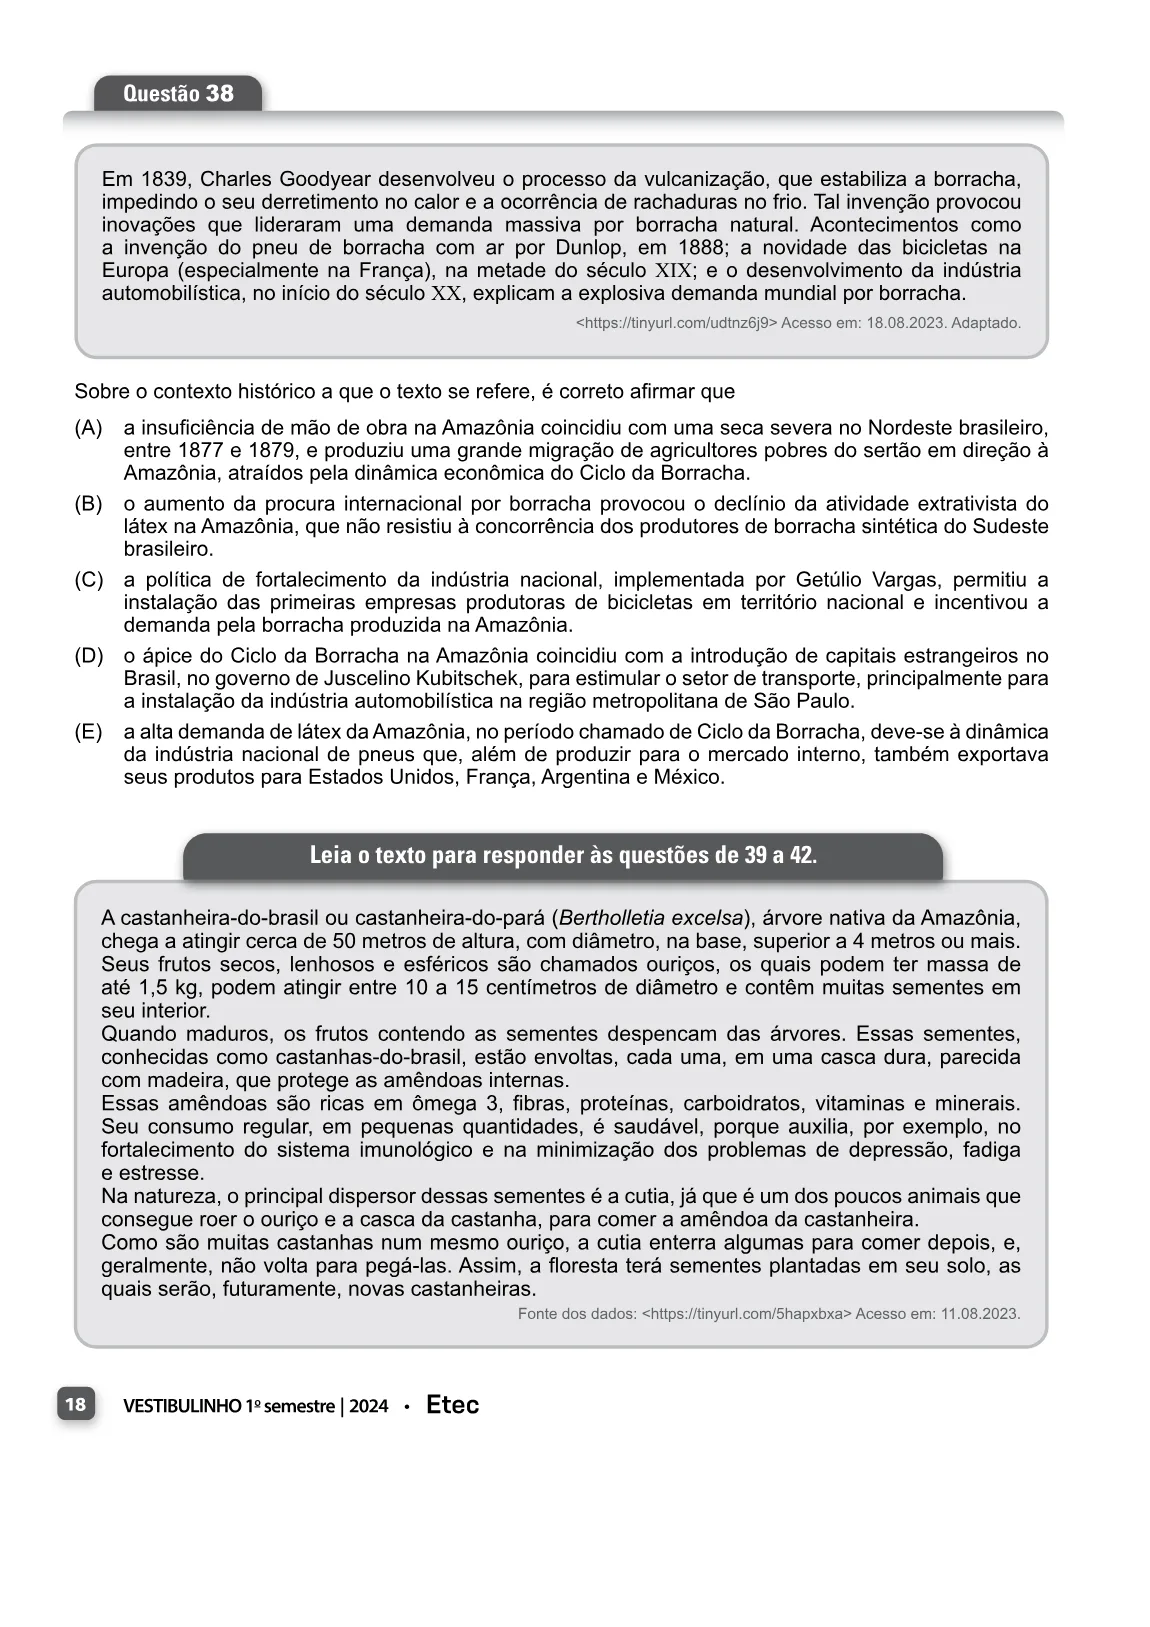 Questão 38
Em 1839, Charles Goodyear desenvolveu o processo da vulcanização, que estabiliza a borracha,
impedindo o seu derretimento no calor e a ocorrência de rachaduras no frio. Tal invenção provocou
inovações que lideraram uma demanda massiva por borracha natural. Acontecimentos como
a invenção do pneu de borracha com ar por Dunlop, em 1888; a novidade das bicicletas na
Europa (especialmente na França), na metade do século XIX; e o desenvolvimento da indústria
automobilística, no início do século XX, explicam a explosiva demanda mundial por borracha.
<https://tinyurl.com/udtnz6j9> Acesso em: 18.08.2023. Adaptado.
Sobre o contexto histórico a que o texto se refere, é correto afirmar que
(A) a insuficiência de mão de obra na Amazônia coincidiu com uma seca severa no Nordeste brasileiro,
entre 1877 e 1879, e produziu uma grande migração de agricultores pobres do sertão em direção à
Amazônia, atraídos pela dinâmica econômica do Ciclo da Borracha.
(B) o aumento da procura internacional por borracha provocou o declínio da atividade extrativista do
látex na Amazônia, que não resistiu à concorrência dos produtores de borracha sintética do Sudeste
brasileiro.
(C) a política de fortalecimento da indústria nacional, implementada por Getúlio Vargas, permitiu a
instalação das primeiras empresas produtoras de bicicletas em território nacional e incentivou a
demanda pela borracha produzida na Amazônia.
(D) o ápice do Ciclo da Borracha na Amazônia coincidiu com a introdução de capitais estrangeiros no
Brasil, no governo de Juscelino Kubitschek, para estimular o setor de transporte, principalmente para
a instalação da indústria automobilística na região metropolitana de São Paulo.
(E) a alta demanda de látex da Amazônia, no período chamado de Ciclo da Borracha, deve-se à dinâmica
da indústria nacional de pneus que, além de produzir para o mercado interno, também exportava
seus produtos para Estados Unidos, França, Argentina e México.
Leia o texto para responder às questões de 39 a 42.
A castanheira-do-brasil ou castanheira-do-pará (Bertholletia excelsa), árvore nativa da Amazônia,
chega a atingir cerca de 50 metros de altura, com diâmetro, na base, superior a 4 metros ou mais.
Seus frutos secos, lenhosos e esféricos são chamados ouriços, os quais podem ter massa de
até 1,5 kg, podem atingir entre 10 a 15 centímetros de diâmetro e contêm muitas sementes em
seu interior.
Quando maduros, os frutos contendo as sementes despencam das árvores. Essas sementes,
conhecidas como castanhas-do-brasil, estão envoltas, cada uma, em uma casca dura, parecida
com madeira, que protege as amêndoas internas.
Essas amêndoas são ricas em ômega 3, fibras, proteínas, carboidratos, vitaminas e minerais.
Seu consumo regular, em pequenas quantidades, é saudável, porque auxilia, por exemplo, no
fortalecimento do sistema imunológico e na minimização dos problemas de depressão, fadiga
e estresse.
Na natureza, o principal dispersor dessas sementes é a cutia, já que é um dos poucos animais que
consegue roer o ouriço e a casca da castanha, para comer a amêndoa da castanheira.
Como são muitas castanhas num mesmo ouriço, a cutia enterra algumas para comer depois, e,
geralmente, não volta para pegá-las. Assim, a floresta terá sementes plantadas em seu solo, as
quais serão, futuramente, novas castanheiras.
Fonte dos dados: <https://tinyurl.com/5hapxbxa> Acesso em: 11.08.2023.
18 VESTIBULINHO 1º semestre | 2024 • Etec